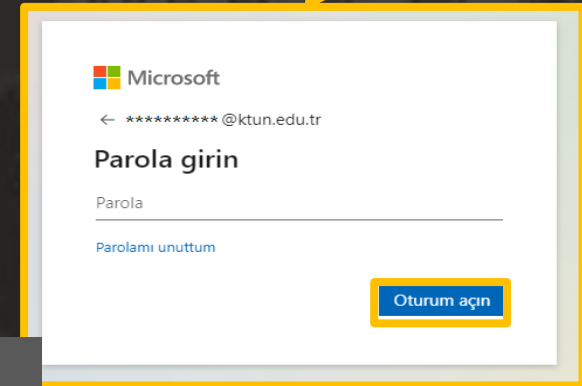 Microsoft
← **********@ktun.edu.tr
Parola girin
Parola
Parolamı unuttum
Oturum açın